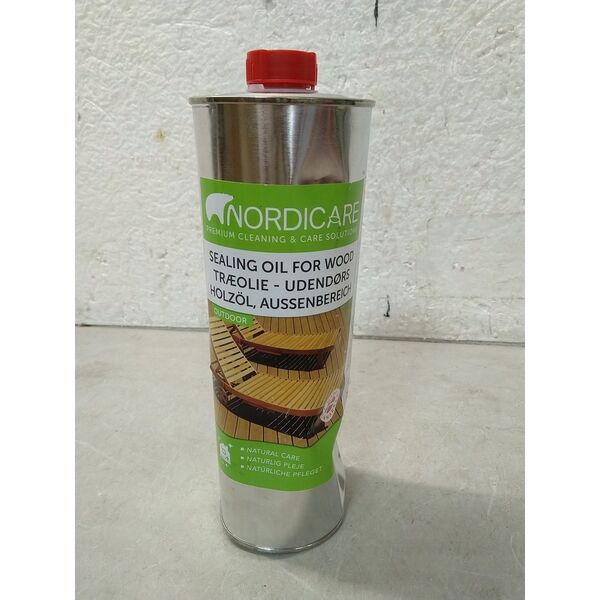 NORDICARE
PREMIUM CLEANING & CARE SOLUTIONS
SEALING OIL FOR WOOD
TRÆOLIE - UDENDØRS
HOLZÖL, AUSSENBEREICH
OUTDOOR
NATURAL CARE
NATURLIG PLEJE
NATÜRLICHE PFLEGET